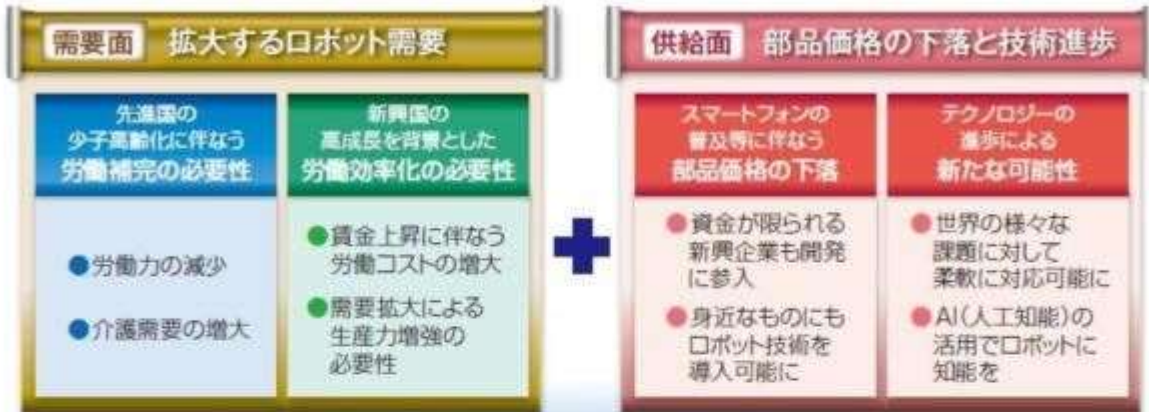 需要面 拡大するロボット需要
先進国の
少子高齢化に伴なう
労働補完の必要性
●労働力の減少
●介護需要の増大
新興国の
高成長を背景とした
労働効率化の必要性
●賃金上昇に伴なう
労働コストの増大
●需要拡大による
生産力増強の
必要性
供給面 部品価格の下落と技術進歩
スマートフォンの
普及等に伴なう
部品価格の下落
●資金が限られる
新興企業も開発
に参入
●身近なものにも
ロボット技術を
導入可能に
テクノロジーの
進歩による
新たな可能性
●世界の様々な
課題に対して
柔軟に対応可能に
●AI(人工知能)の
活用でロボットに
知能を